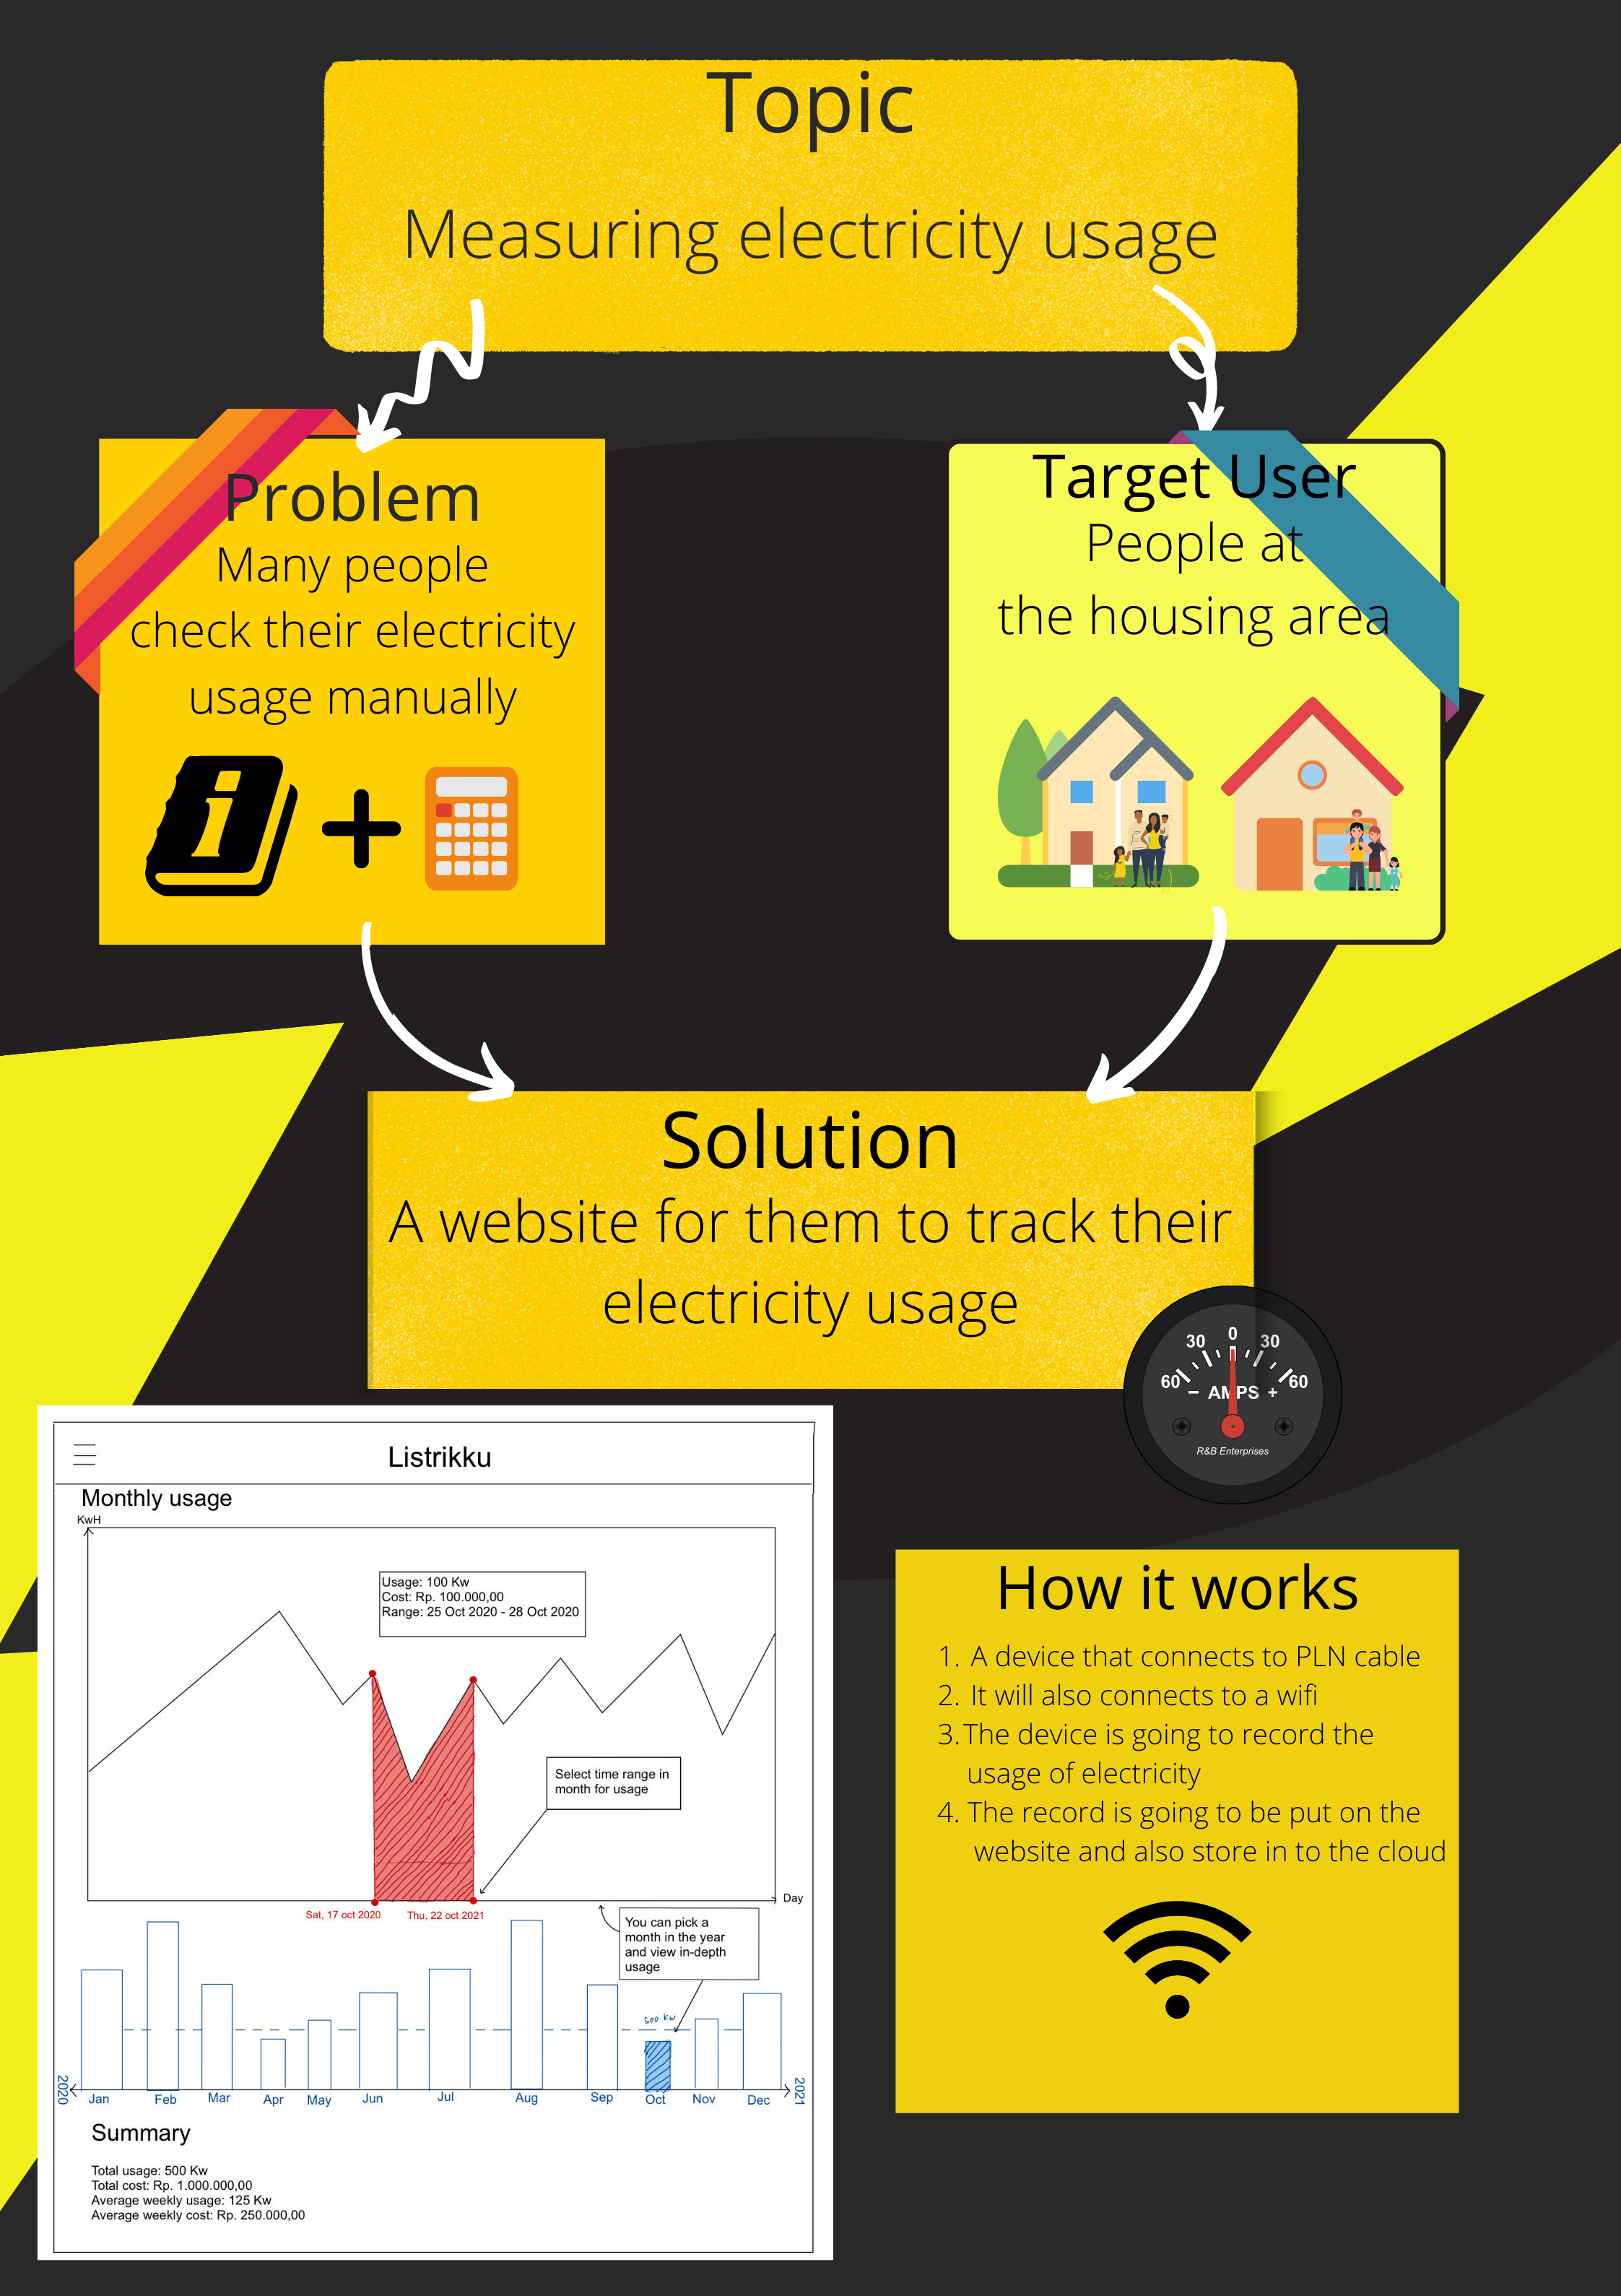 Topic
Measuring electricity usage
Problem
Many people
check their electricity
usage manually
i
Target User
People at
the housing area
Solution
A website for them to track their
electricity usage
60 30 0 30 60
− AMPS +
R&B Enterprises
Listrikku
Monthly usage
KwH
Usage: 100 Kw
Cost: Rp. 100.000,00
Range: 25 Oct 2020 - 28 Oct 2020
Select time range in
month for usage
Day
Sat, 17 oct 2020 Thu, 22 oct 2021
You can pick a
month in the year
and view in-depth
usage
500 Kw
2020 Jan Feb Mar Apr May Jun Jul Aug Sep Oct Nov Dec 2021
Summary
Total usage: 500 Kw
Total cost: Rp. 1.000.000,00
Average weekly usage: 125 Kw
Average weekly cost: Rp. 250.000,00
How it works
1. A device that connects to PLN cable
2. It will also connects to a wifi
3. The device is going to record the
usage of electricity
4. The record is going to be put on the
website and also store in to the cloud